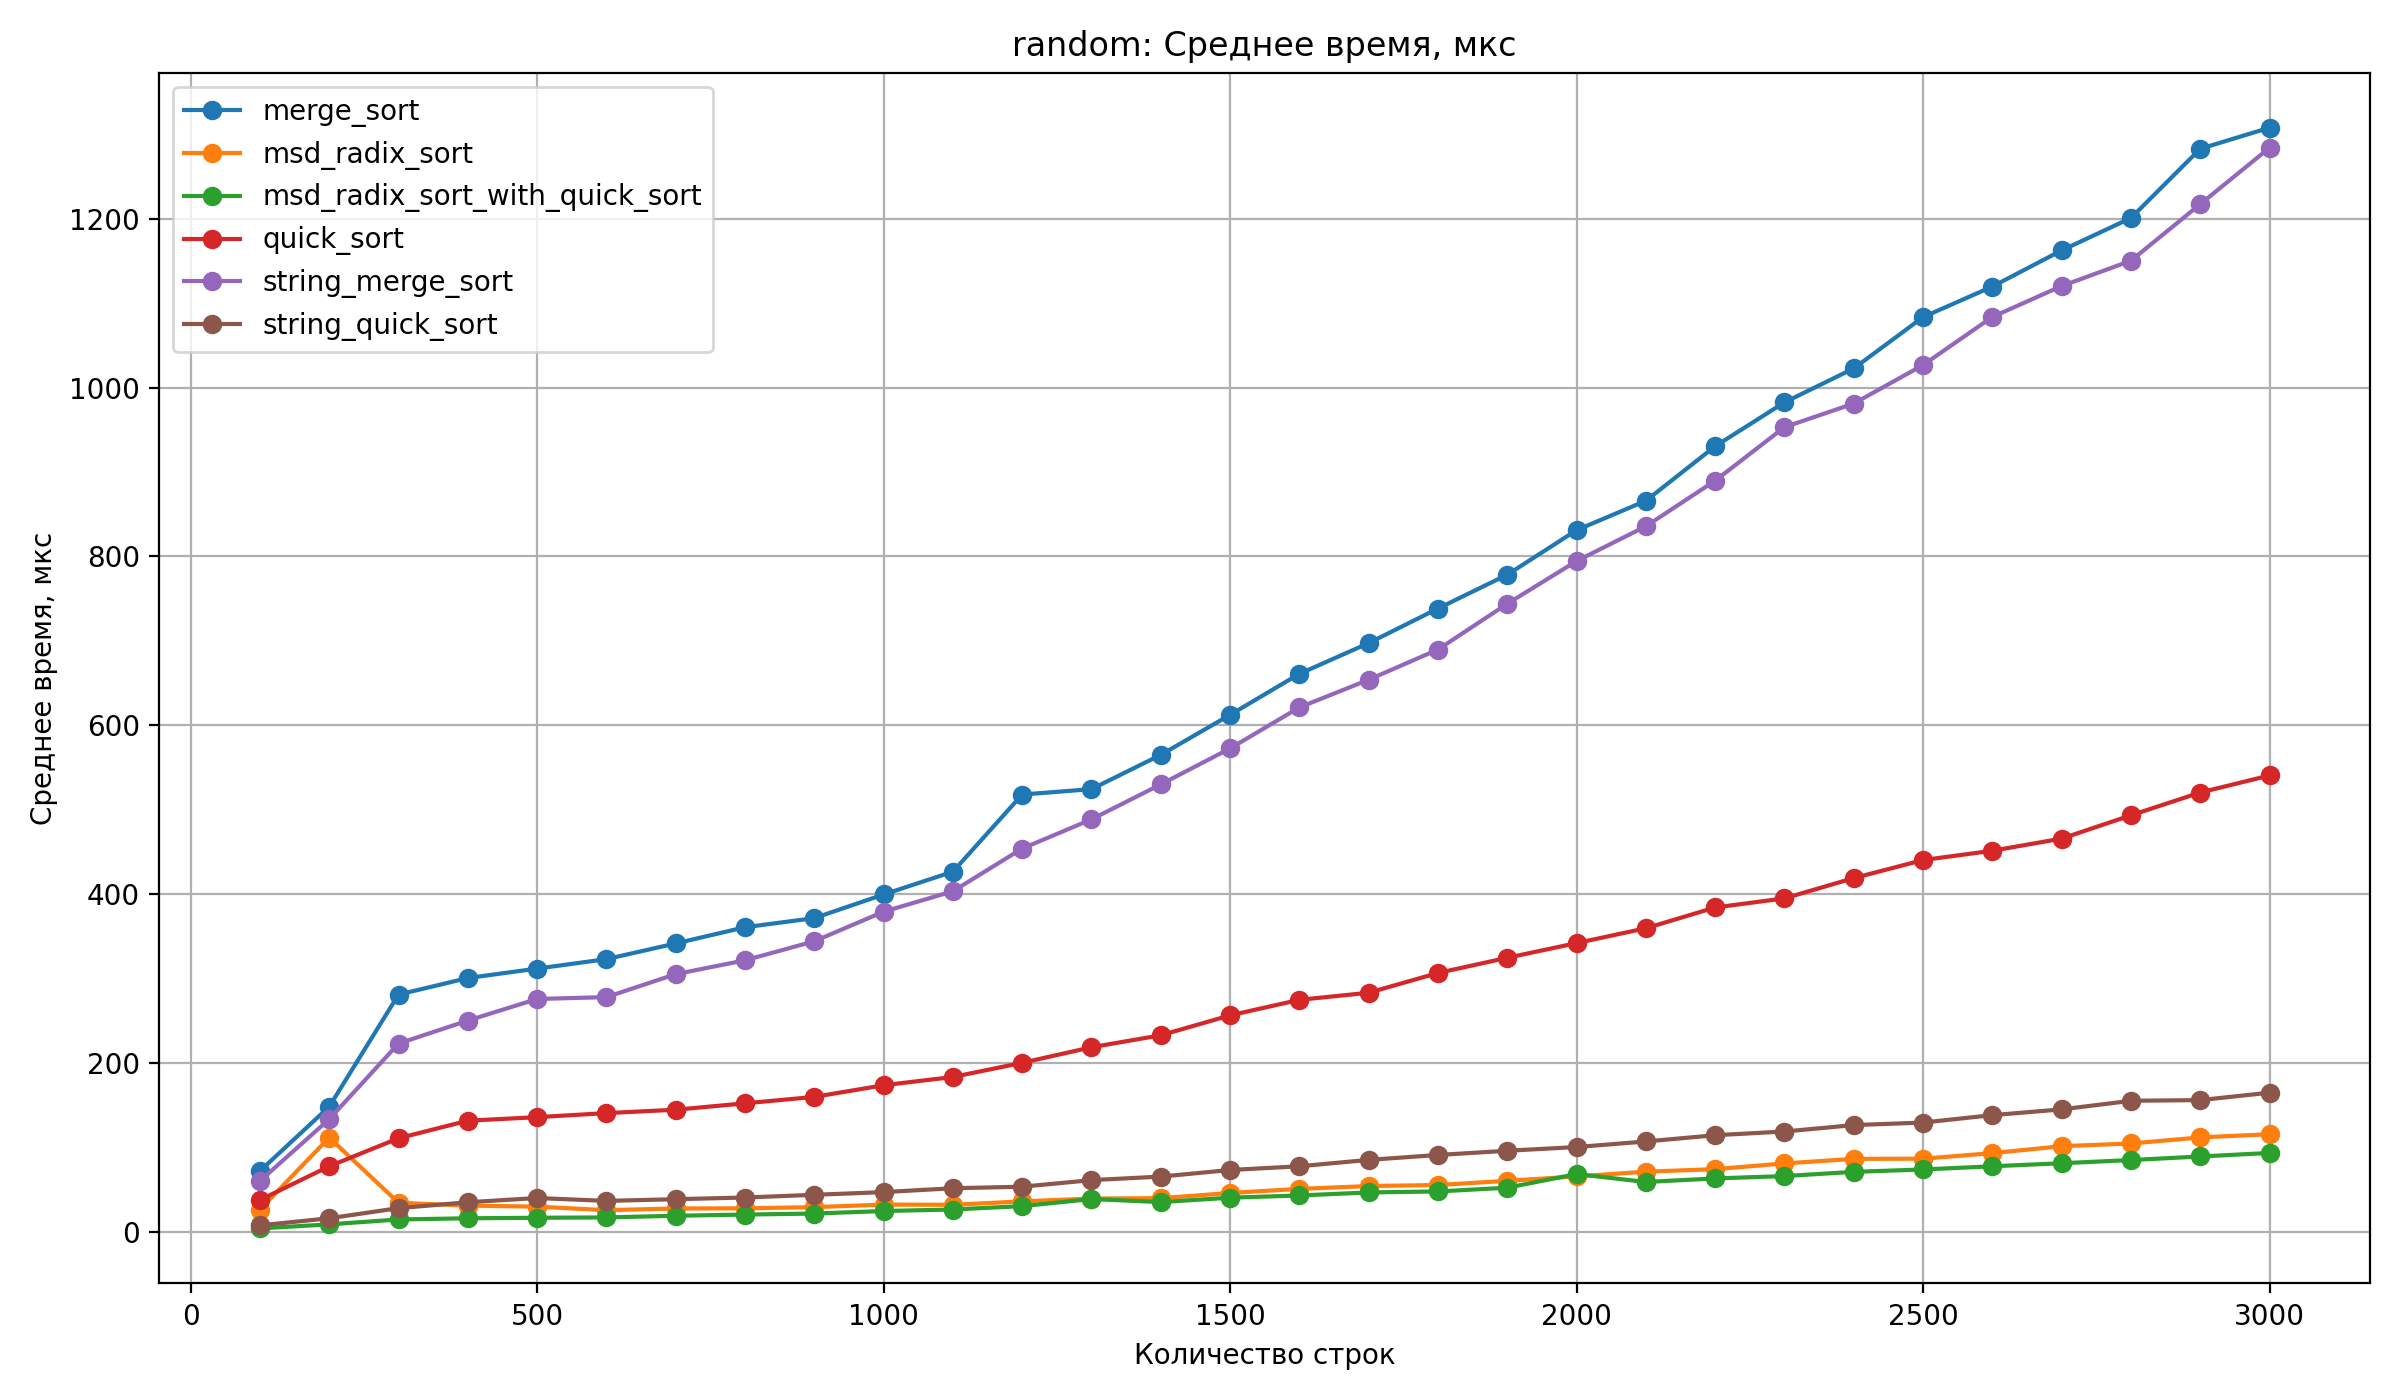 random: Среднее время, мкс
merge_sort
msd_radix_sort
msd_radix_sort_with_quick_sort
quick_sort
string_merge_sort
string_quick_sort
1200
1000
800
600
400
200
0
Среднее время, мкс
0 500 1000 1500 2000 2500 3000
Количество строк